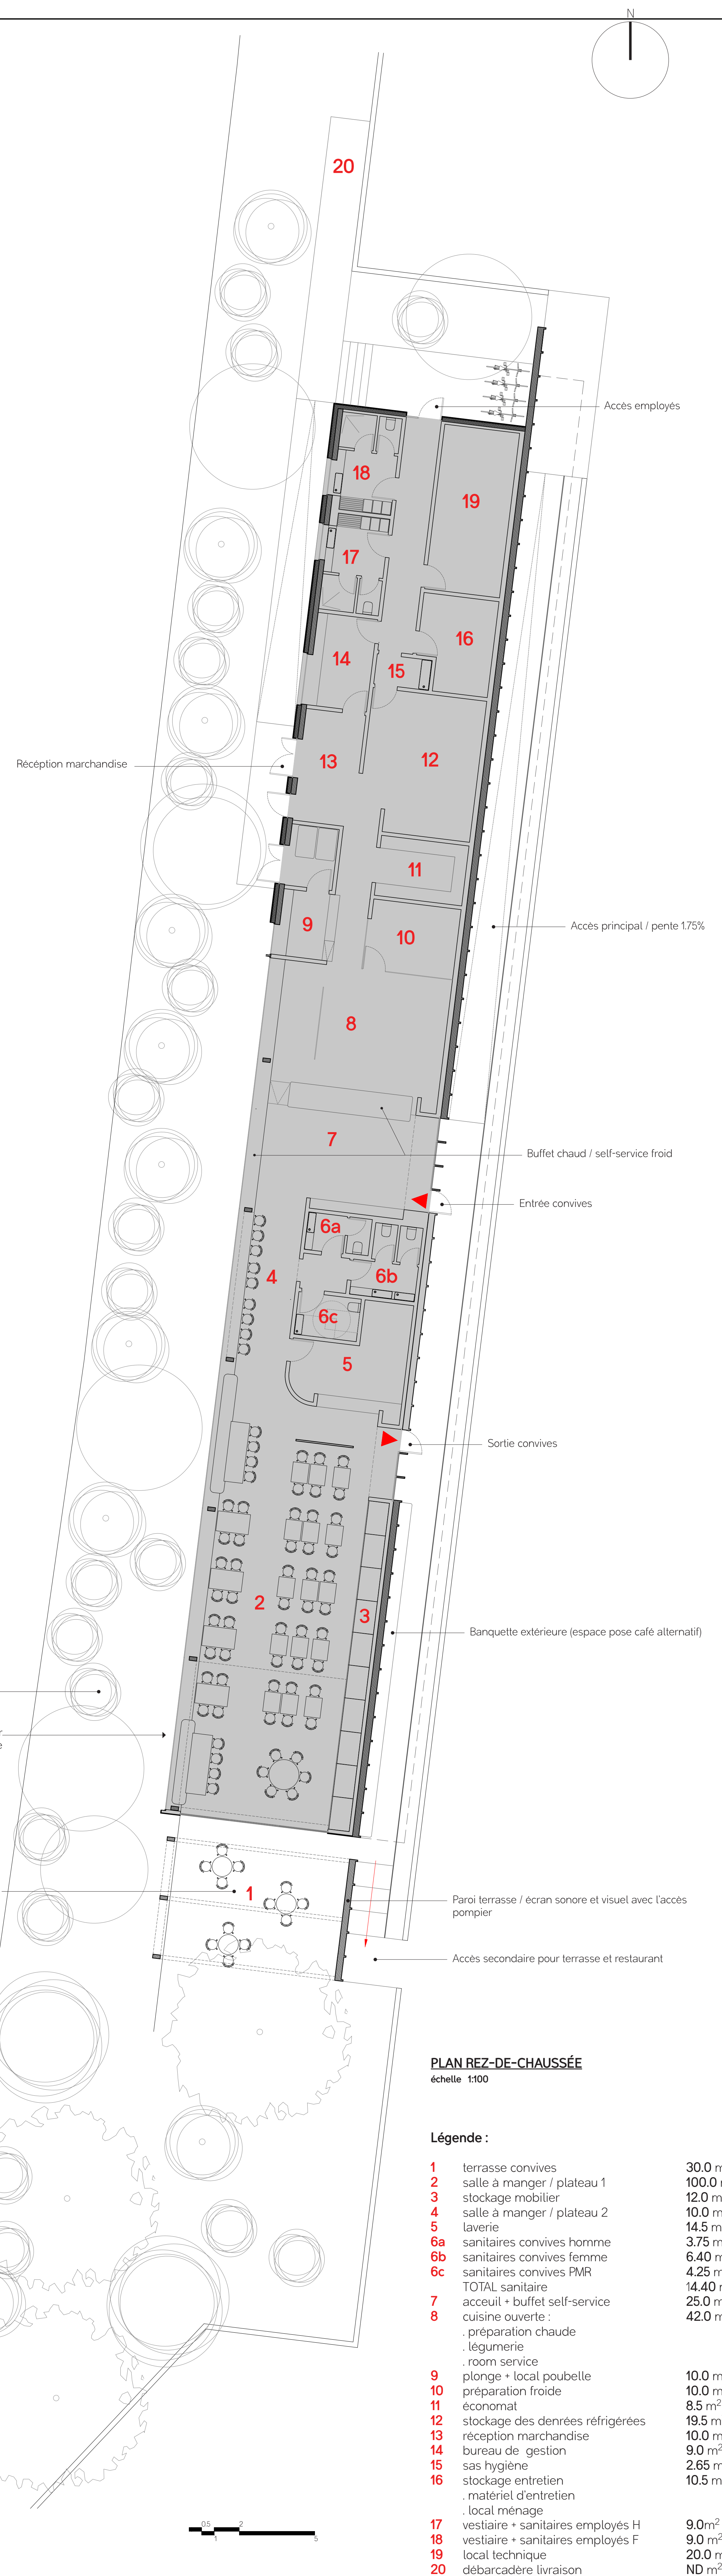 N
20
Accès employés
18
19
17
16
14
15
Récéption marchandise
13
12
11
9
10
Accès principal / pente 1.75%
8
7
Buffet chaud / self-service froid
Entrée convives
6a
4
6b
6c
5
Sortie convives
2
3
Banquette extérieure (espace pose café alternatif)
1
Paroi terrasse / écran sonore et visuel avec l'accès
pompier
Accès secondaire pour terrasse et restaurant
PLAN REZ-DE-CHAUSSÉE
échelle 1:100
Légende :
1 terrasse convives 30.0 m
2 salle à manger / plateau 1 100.0
3 stockage mobilier 12.0 m
4 salle à manger / plateau 2 10.0 m
5 laverie 14.5 m
6a sanitaires convives homme 3.75 m
6b sanitaires convives femme 6.40 m
6c sanitaires convives PMR 4.25 m
TOTAL sanitaire 14.40
7 acceuil + buffet self-service 25.0 m
8 cuisine ouverte : 42.0 m
. préparation chaude
. légumerie
. room service
9 plonge + local poubelle 10.0 m
10 préparation froide 10.0 m
11 économat 8.5 m²
12 stockage des denrées réfrigérées 19.5 m
13 réception marchandise 10.0 m
14 bureau de gestion 9.0 m²
15 sas hygiène 2.65 m
16 stockage entretien 10.5 m
. matériel d'entretien
. local ménage
17 vestiaire + sanitaires employés H 9.0m²
18 vestiaire + sanitaires employés F 9.0 m²
19 local technique 20.0 m
20 débarcadère livraison ND m²
0.5 2
1 5